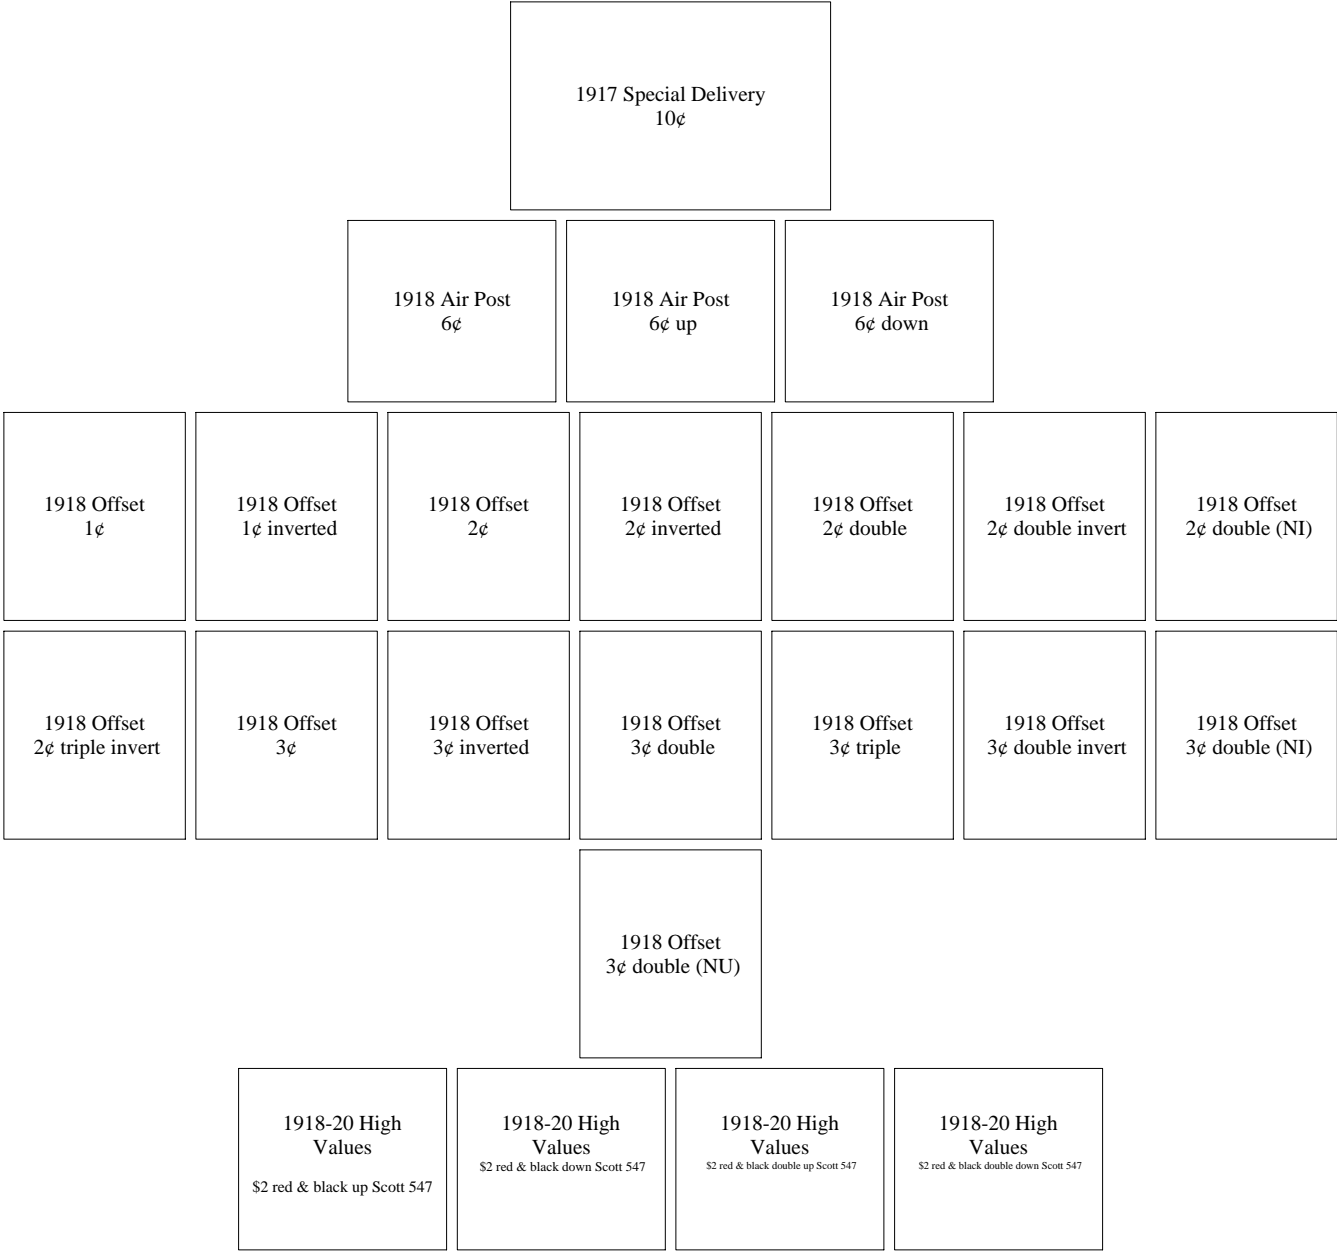 1917 Special Delivery
10¢
1918 Air Post
6¢
1918 Air Post
6¢ up
1918 Air Post
6¢ down
1918 Offset
1¢
1918 Offset
1¢ inverted
1918 Offset
2¢
1918 Offset
2¢ inverted
1918 Offset
2¢ double
1918 Offset
2¢ double invert
1918 Offset
2¢ double (NI)
1918 Offset
2¢ triple invert
1918 Offset
3¢
1918 Offset
3¢ inverted
1918 Offset
3¢ double
1918 Offset
3¢ triple
1918 Offset
3¢ double invert
1918 Offset
3¢ double (NI)
1918 Offset
3¢ double (NU)
1918-20 High
Values
$2 red & black up Scott 547
1918-20 High
Values
$2 red & black down Scott 547
1918-20 High
Values
$2 red & black double up Scott 547
1918-20 High
Values
$2 red & black double down Scott 547